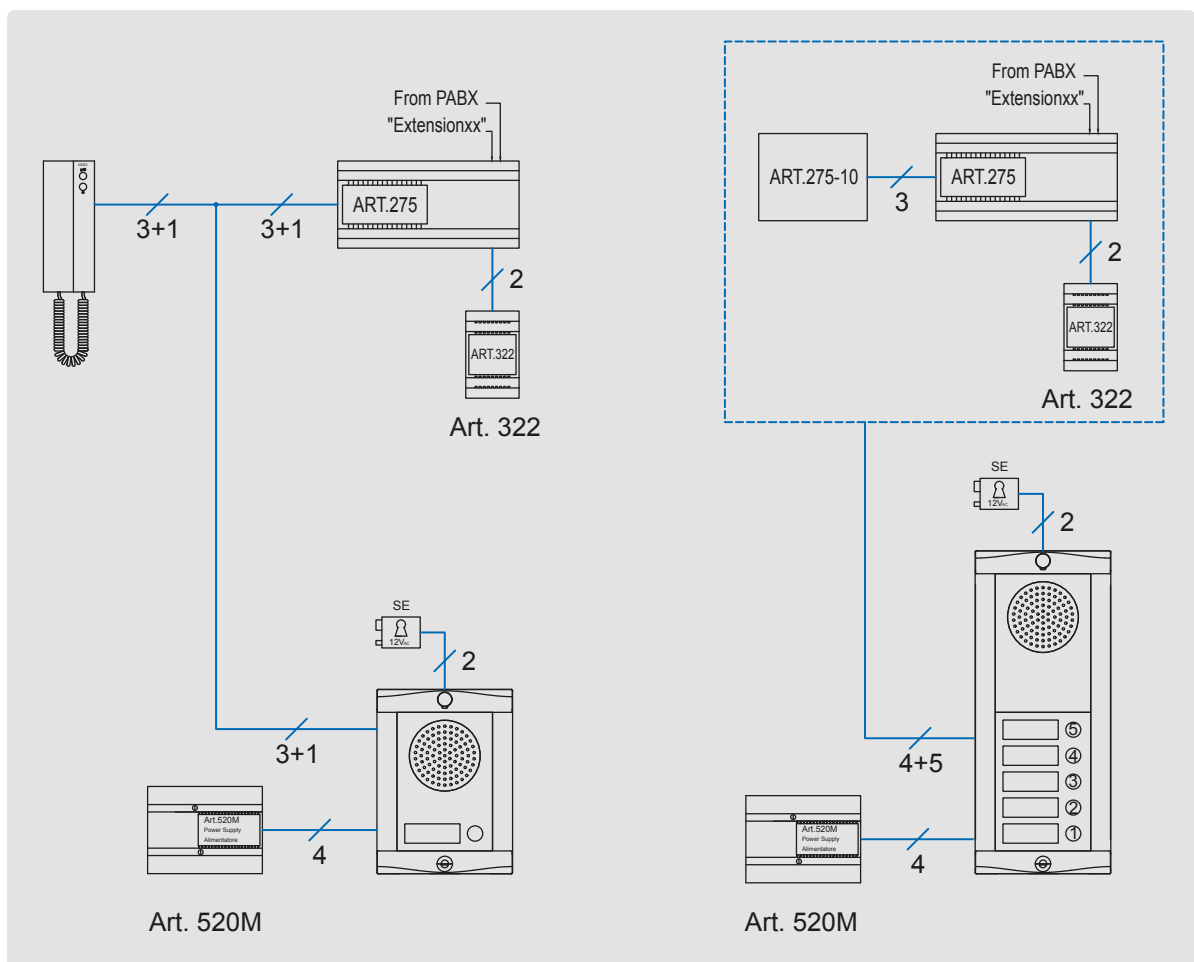 From PABX
"Extensionxx"
VIDEX
ART.275
3+1
3+1
2
ART.322
Art. 322
SE
12VAC
2
3+1
Art.520M
Power Supply
Alimentatore
4
Art. 520M
From PABX
"Extensionxx"
ART.275-10
ART.275
3
2
ART.322
Art. 322
SE
12VAC
2
4+5
5
4
3
2
1
Art.520M
Power Supply
Alimentatore
4
Art. 520M